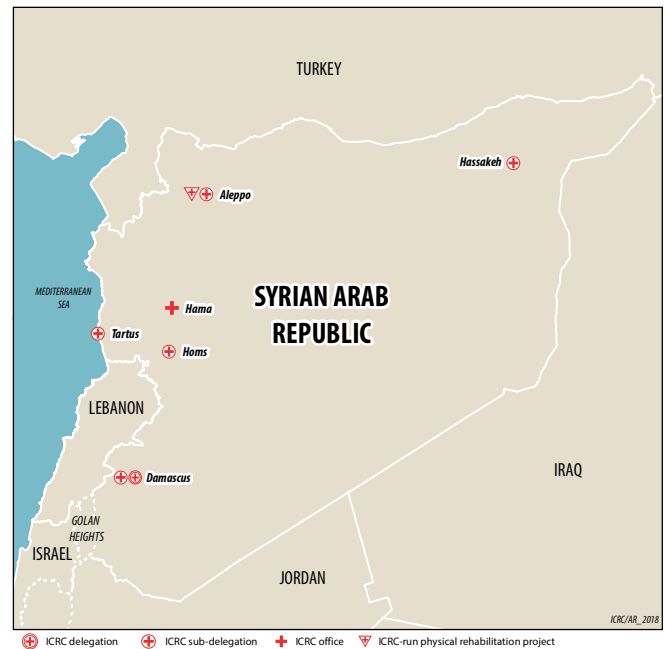 TURKEY
Hassakeh
Aleppo
MEDITERRANEAN
SEA
SYRIAN ARAB
REPUBLIC
Hama
Tartus
Homs
LEBANON
IRAQ
Damascus
GOLAN
HEIGHTS
ISRAEL
JORDAN
ICRC/AR_2018
ICRC delegation ICRC sub-delegation ICRC office ICRC-run physical rehabilitation project